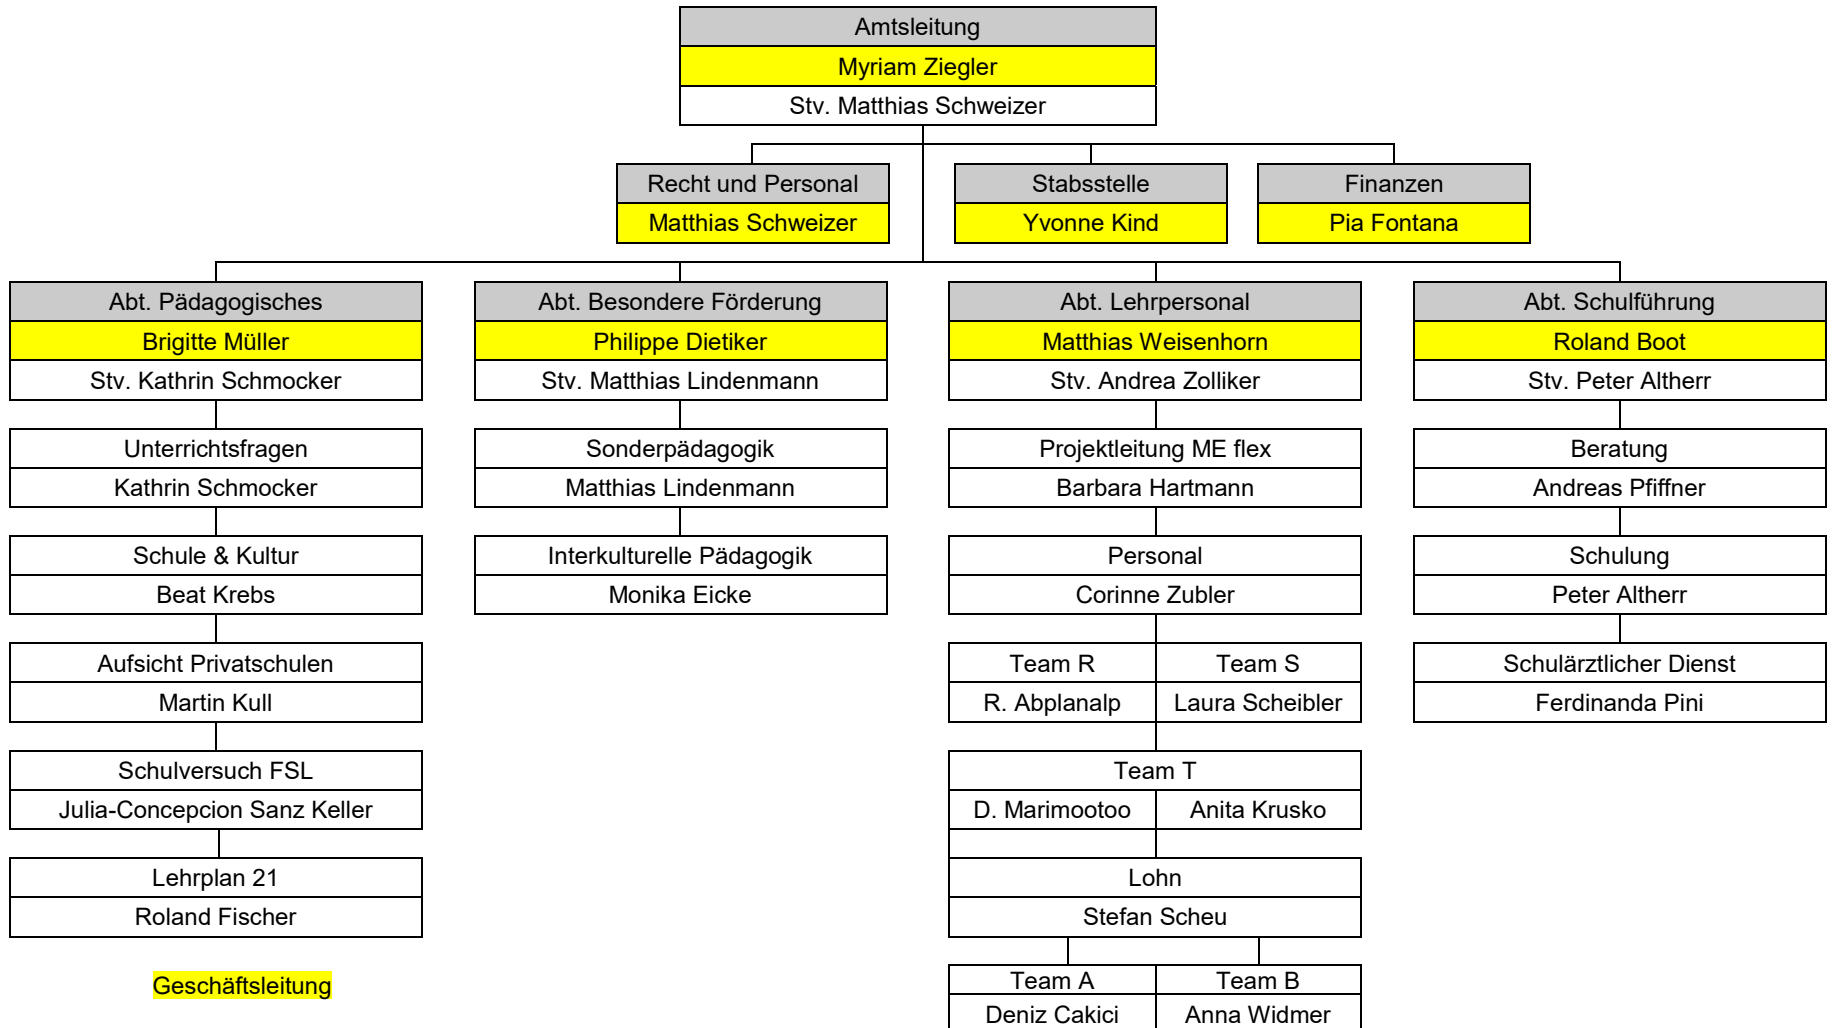 Amtsleitung
Myriam Ziegler
Stv. Matthias Schweizer
Recht und Personal
Matthias Schweizer
Stabsstelle
Yvonne Kind
Finanzen
Pia Fontana
Abt. Pädagogisches
Brigitte Müller
Stv. Kathrin Schmocker
Unterrichtsfragen
Kathrin Schmocker
Schule & Kultur
Beat Krebs
Aufsicht Privatschulen
Martin Kull
Schulversuch FSL
Julia-Concepcion Sanz Keller
Lehrplan 21
Roland Fischer
Abt. Besondere Förderung
Philippe Dietiker
Stv. Matthias Lindenmann
Sonderpädagogik
Matthias Lindenmann
Interkulturelle Pädagogik
Monika Eicke
Abt. Lehrpersonal
Matthias Weisenhorn
Stv. Andrea Zolliker
Projektleitung ME flex
Barbara Hartmann
Personal
Corinne Zubler
Team R
R. Abplanalp
Team S
Laura Scheibler
Team T
D. Marimootoo
Anita Krusko
Lohn
Stefan Scheu
Team A
Deniz Cakici
Team B
Anna Widmer
Abt. Schulführung
Roland Boot
Stv. Peter Altherr
Beratung
Andreas Pfiffner
Schulung
Peter Altherr
Schulärztlicher Dienst
Ferdinanda Pini
Geschäftsleitung